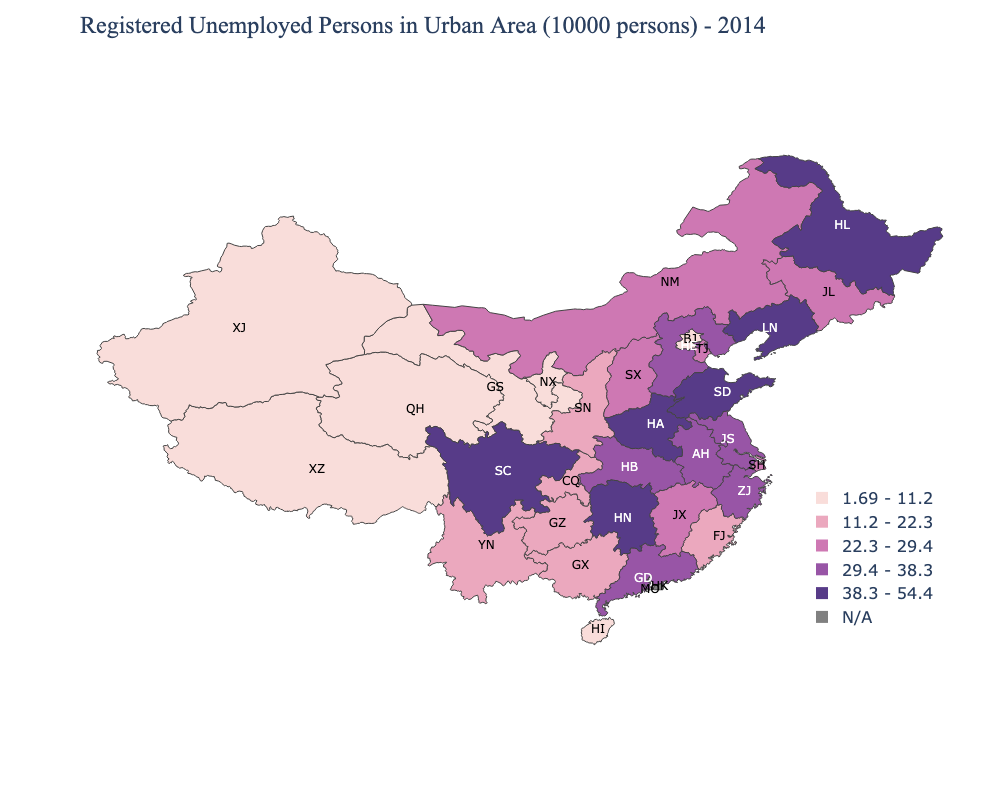 Registered Unemployed Persons in Urban Area (10000 persons) - 2014
HL
NM
JL
XJ
LN
BJ
TJ
SX
NX
GS
SD
QH
SN
HA
JS
AH
SH
XZ
SC
HB
CQ
ZJ
HN
JX
GZ
FJ
YN
GX
GD
HK
MO
HI
1.69 - 11.2
11.2 - 22.3
22.3 - 29.4
29.4 - 38.3
38.3 - 54.4
N/A